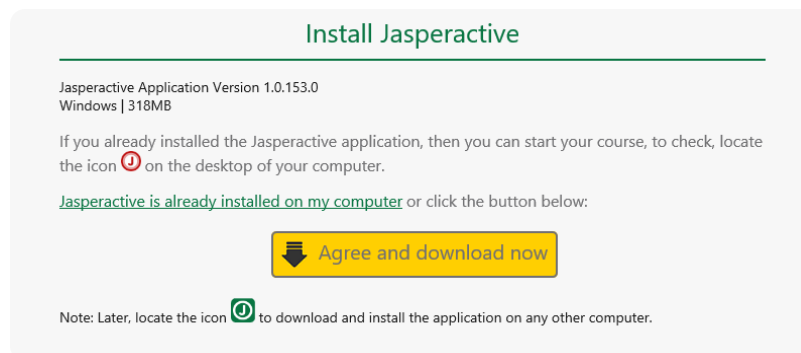 Install Jasperactive
Jasperactive Application Version 1.0.153.0
Windows | 318MB
If you already installed the Jasperactive application, then you can start your course, to check, locate
the icon J on the desktop of your computer.
Jasperactive is already installed on my computer or click the button below:
Agree and download now
Note: Later, locate the icon J to download and install the application on any other computer.